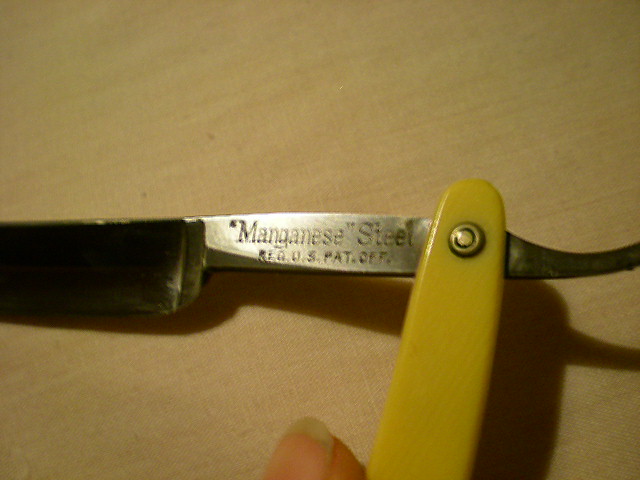 "Manganese" Steel
REG. U.S. PAT. OFF.